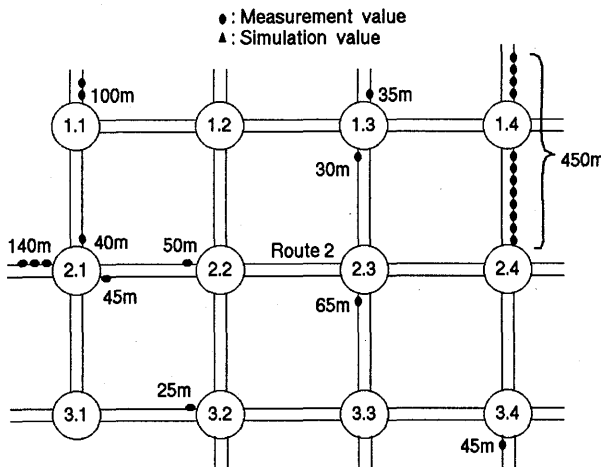 : Measurement value
: Simulation value
100m
35m
1.1
1.2
1.3
1.4
30m
450m
140m
40m
50m
Route 2
2.1
2.2
2.3
2.4
45m
65m
25m
3.1
3.2
3.3
3.4
45m